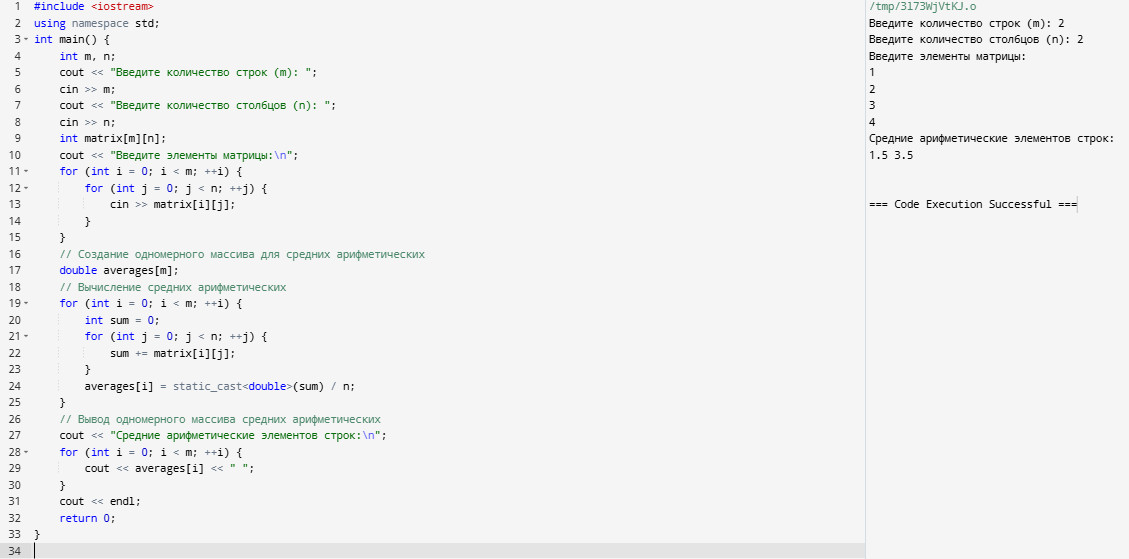 1 #include <iostream>
2 using namespace std;
3 int main() {
4     int m, n;
5     cout << "Введите количество строк (m): ";
6     cin >> m;
7     cout << "Введите количество столбцов (n): ";
8     cin >> n;
9     int matrix[m][n];
10     cout << "Введите элементы матрицы:\n";
11     for (int i = 0; i < m; ++i) {
12         for (int j = 0; j < n; ++j) {
13             cin >> matrix[i][j];
14         }
15     }
16     // Создание одномерного массива для средних арифметических
17     double averages[m];
18     // Вычисление средних арифметических
19     for (int i = 0; i < m; ++i) {
20         int sum = 0;
21         for (int j = 0; j < n; ++j) {
22             sum += matrix[i][j];
23         }
24         averages[i] = static_cast<double>(sum) / n;
25     }
26     // Вывод одномерного массива средних арифметических
27     cout << "Средние арифметические элементов строк:\n";
28     for (int i = 0; i < m; ++i) {
29         cout << averages[i] << " ";
30     }
31     cout << endl;
32     return 0;
33 }
34
/tmp/3l73WjVtKJ.o
Введите количество строк (m): 2
Введите количество столбцов (n): 2
Введите элементы матрицы:
1
2
3
4
Средние арифметические элементов строк:
1.5 3.5
=== Code Execution Successful ===